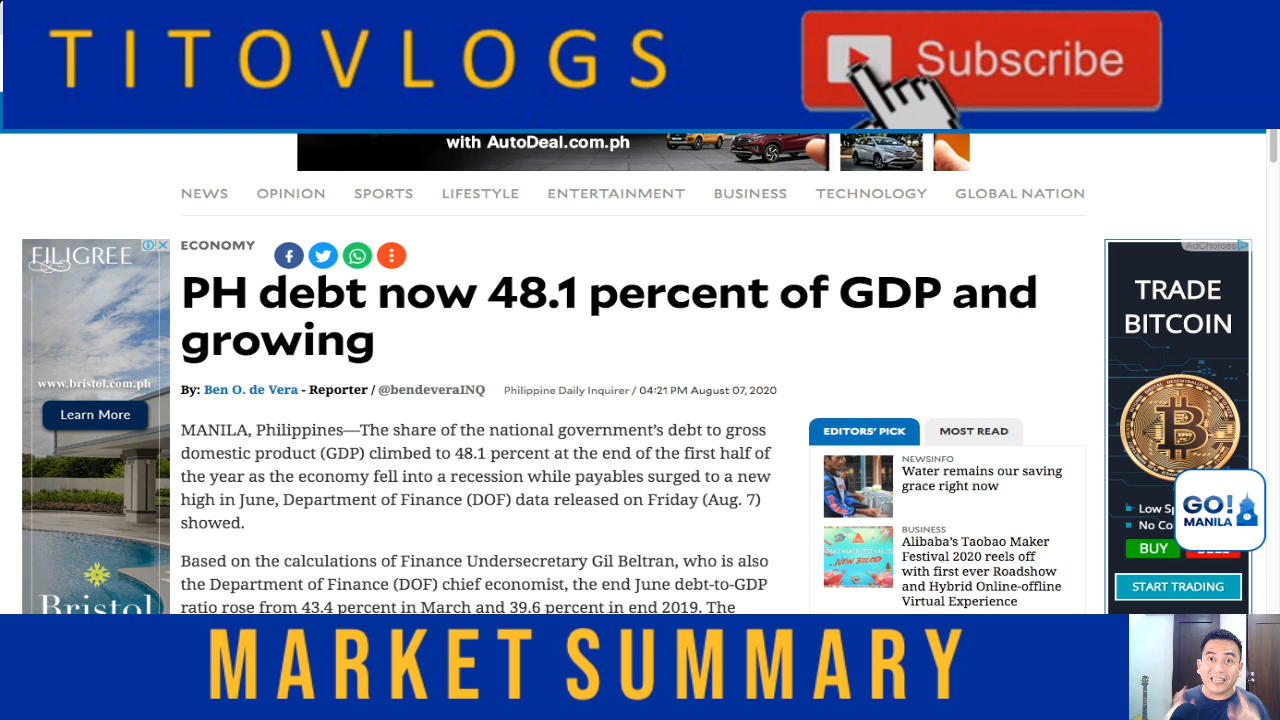 TITOVLOGS
Subscribe
with AutoDeal.com.ph
NEWS OPINION SPORTS LIFESTYLE ENTERTAINMENT BUSINESS TECHNOLOGY GLOBAL NATION
ECONOMY
PH debt now 48.1 percent of GDP and
growing
By: Ben O. de Vera - Reporter / @bendeveraINQ
Philippine Daily Inquirer / 04:21 PM August 07, 2020
MANILA, Philippines—The share of the national government's debt to gross
domestic product (GDP) climbed to 48.1 percent at the end of the first half of
the year as the economy fell into a recession while payables surged to a new
high in June, Department of Finance (DOF) data released on Friday (Aug. 7)
showed.
Based on the calculations of Finance Undersecretary Gil Beltran, who is also
the Department of Finance (DOF) chief economist, the end June debt-to-GDP
ratio rose from 43.4 percent in March and 39.6 percent in end 2019. The
EDITORS' PICK
MOST READ
NEWSINFO
Water remains our saving
grace right now
BUSINESS
Alibaba's Taobao Maker
Festival 2020 reels off
with first ever Roadshow
and Hybrid Online-offline
Virtual Experience
FILIGREE
www.bristol.com.ph
Learn More
Bristol
AdChoices
TRADE
BITCOIN
Low Sp
No Co
BUY
START TRADING
GO!
MANILA
MARKET SUMMARY